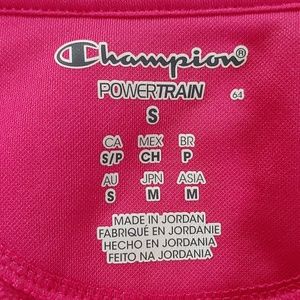 Champion®
POWERTRAIN 64
S
CA MEX BR
S/P CH P
AU JPN ASIA
S M M
MADE IN JORDAN
FABRIQUÉ EN JORDANIE
HECHO EN JORDANIA
FEITO NA JORDÂNIA